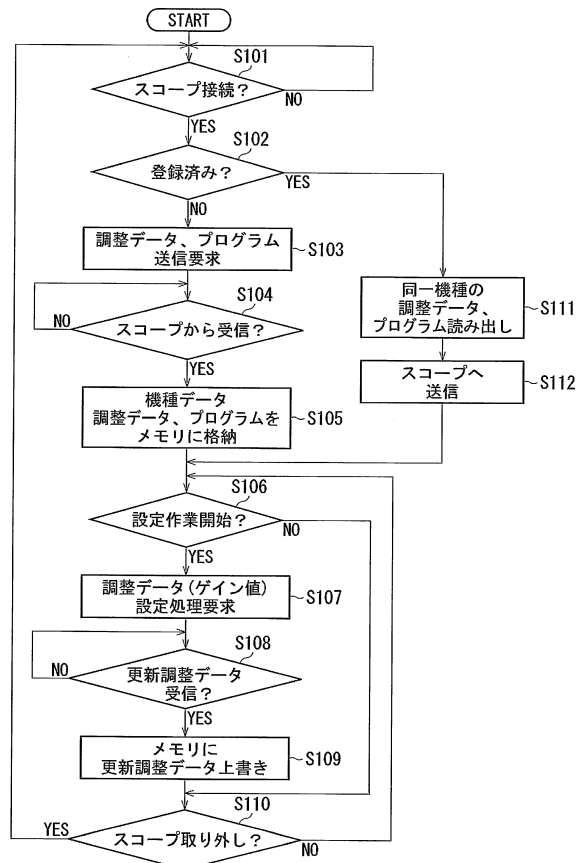 START
S101
スコープ接続?
NO
YES
S102
登録済み?
YES
NO
調整データ、プログラム
送信要求
S103
S104
スコープから受信?
NO
YES
同一機種の
調整データ、
プログラム読み出し
S111
スコープへ
送信
S112
機種データ
調整データ、プログラムを
メモリに格納
S105
S106
設定作業開始?
NO
YES
調整データ(ゲイン値)
設定処理要求
S107
S108
更新調整データ
受信?
NO
YES
メモリに
更新調整データ上書き
S109
S110
スコープ取り外し?
YES
NO